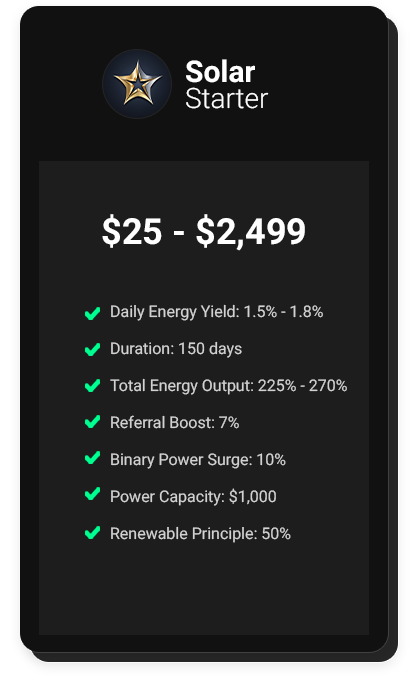 Solar
Starter
$25 - $2,499
Daily Energy Yield: 1.5% - 1.8%
Duration: 150 days
Total Energy Output: 225% - 270%
Referral Boost: 7%
Binary Power Surge: 10%
Power Capacity: $1,000
Renewable Principle: 50%